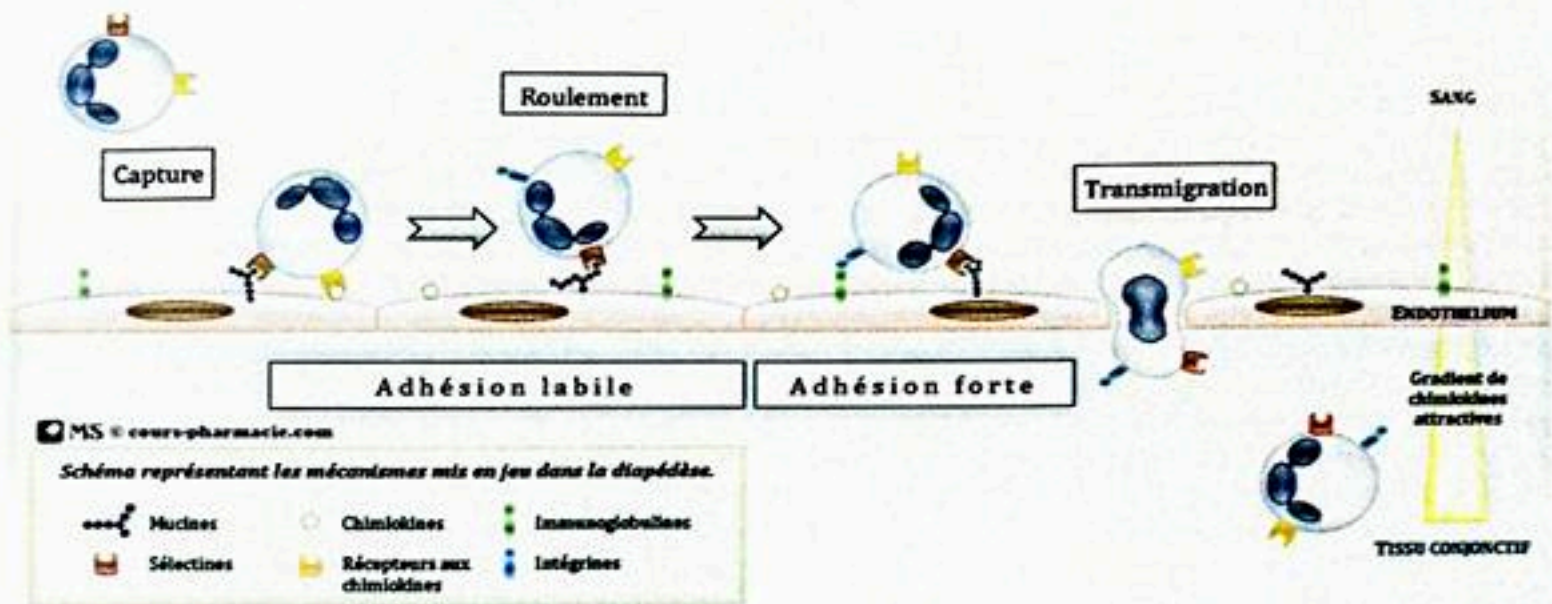 Capture
Roulement
Transmigration
SANG
ENDOTHELIUM
Adhésion labile
Adhésion forte
Gradient de
chimiokines
attractives
TISSU CONJONCTIF
MS © cours-pharmacie.com
Schéma représentant les mécanismes mis en jeu dans la diapédèse.
Mucines
Chimiokines
Immunoglobulines
Sélectines
Récepteurs aux
chimiokines
Intégrines